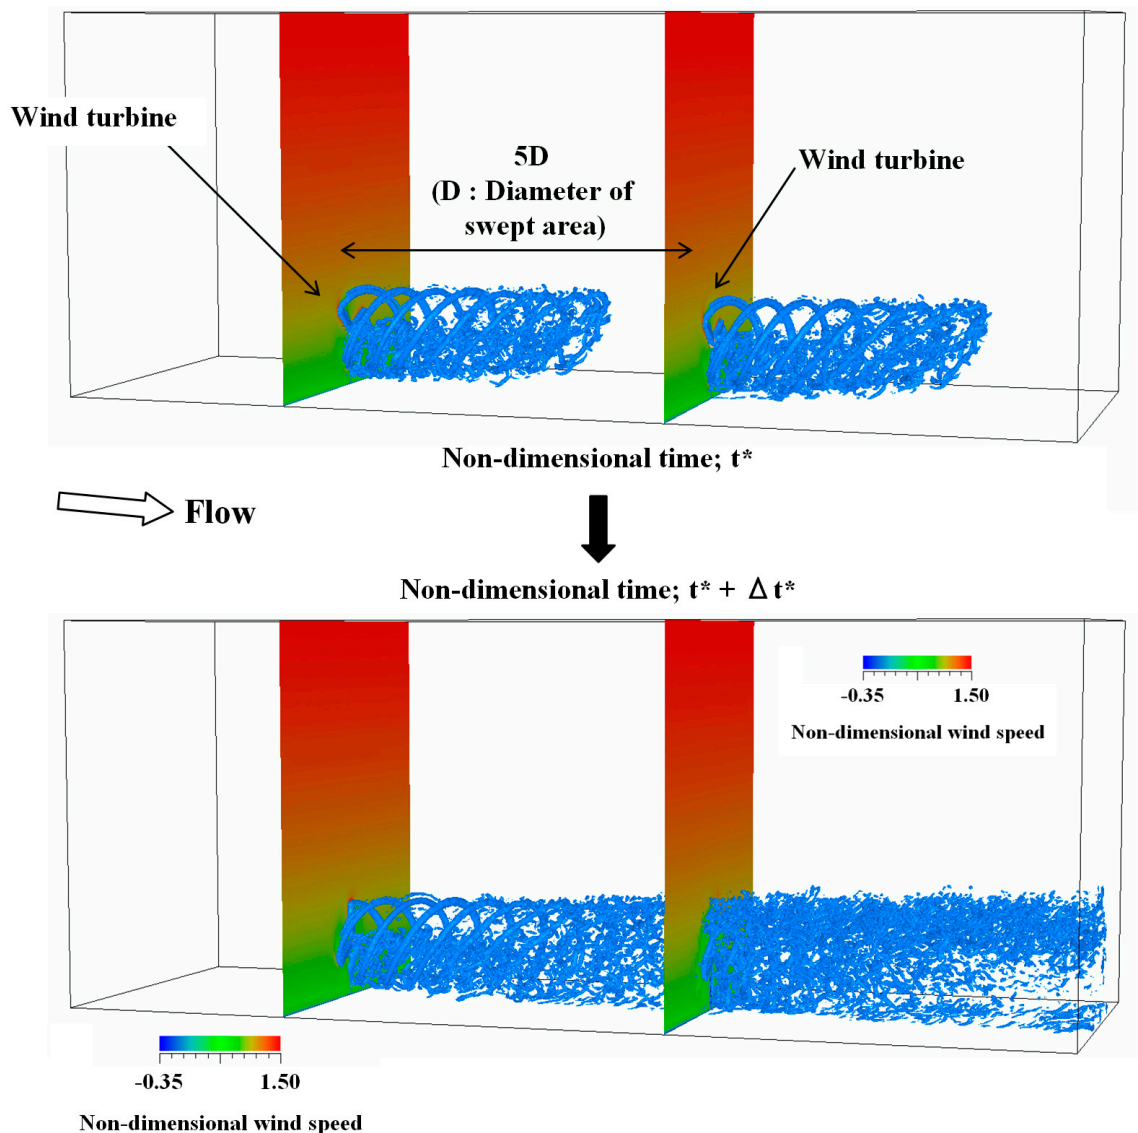 Wind turbine
5D
(D : Diameter of
swept area)
Wind turbine
Non-dimensional time; t*
Flow
Non-dimensional time; t* + Δ t*
-0.35 1.50
Non-dimensional wind speed
-0.35 1.50
Non-dimensional wind speed